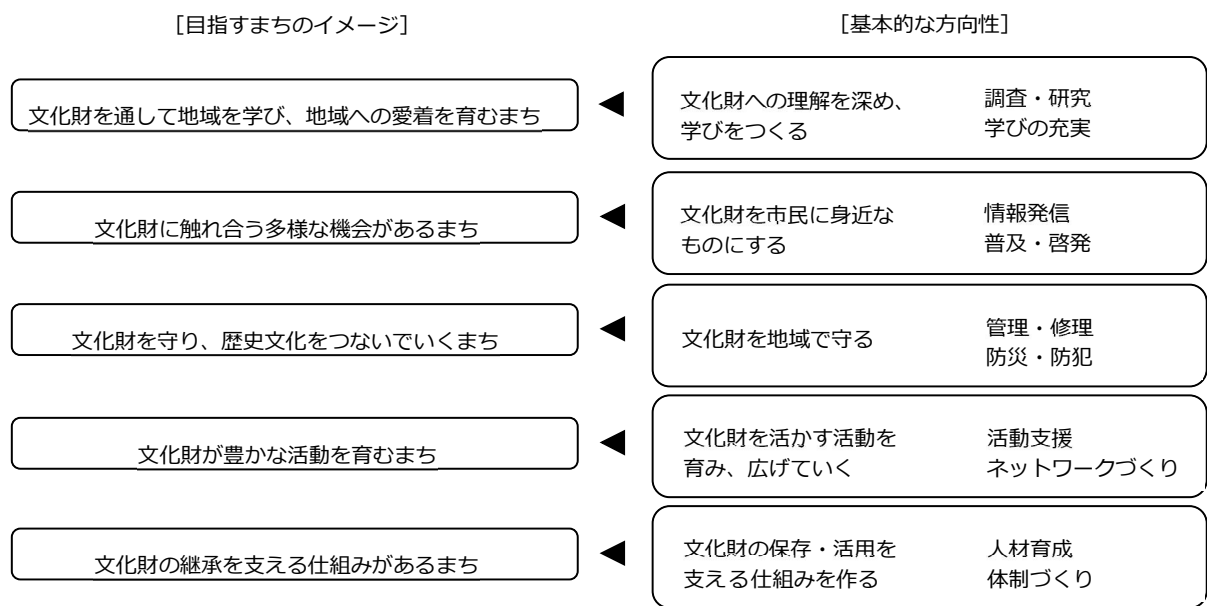 [目指すまちのイメージ]
[基本的な方向性]
文化財を通して地域を学び、地域への愛着を育むまち
文化財への理解を深め、
学びをつくる
調査・研究
学びの充実
文化財に触れ合う多様な機会があるまち
文化財を市民に身近な
ものにする
情報発信
普及・啓発
文化財を守り、歴史文化をつないでいくまち
文化財を地域で守る
管理・修理
防災・防犯
文化財が豊かな活動を育むまち
文化財を活かす活動を
育み、広げていく
活動支援
ネットワークづくり
文化財の継承を支える仕組みがあるまち
文化財の保存・活用を
支える仕組みを作る
人材育成
体制づくり